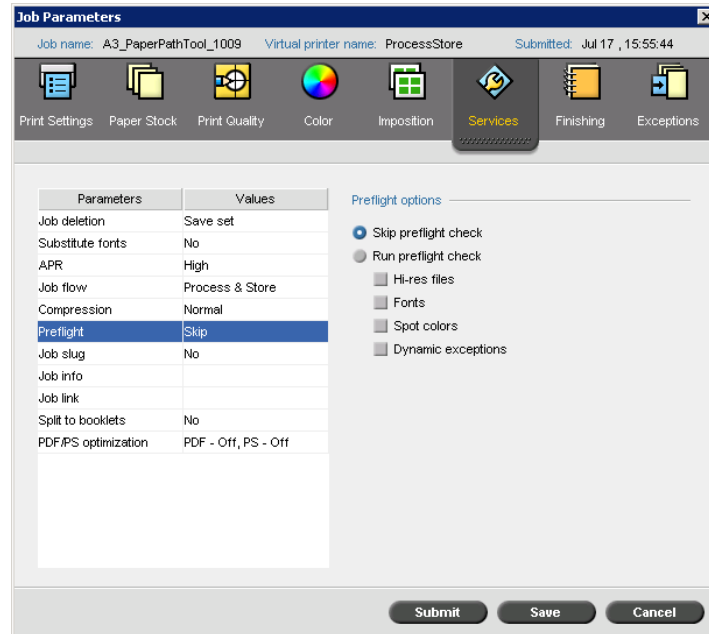 Job Parameters
Job name: A3_PaperPathTool_1009 Virtual printer name: ProcessStore Submitted: Jul 17 , 15:55:44
Print Settings Paper Stock Print Quality Color Imposition Services Finishing Exceptions
Parameters Values
Job deletion Save set
Substitute fonts No
APR High
Job flow Process & Store
Compression Normal
Preflight Skip
Job slug No
Job info
Job link
Split to booklets No
PDF/PS optimization PDF - Off, PS - Off
Preflight options
Skip preflight check
Run preflight check
Hi-res files
Fonts
Spot colors
Dynamic exceptions
Submit Save Cancel